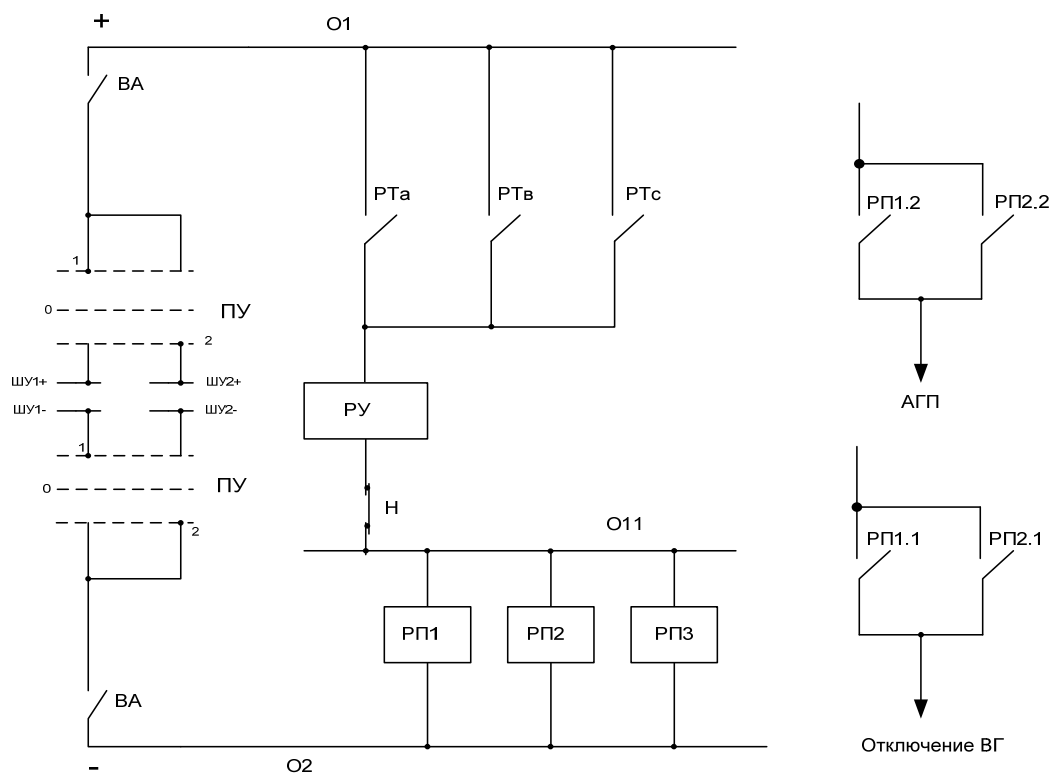 +
О1
ВА
РТа
РТв
РТс
РП1.2
РП2.2
1
0
ПУ
2
ШУ1+
ШУ2+
ШУ1-
ШУ2-
РУ
АГП
1
0
ПУ
2
Н
О11
РП1.1
РП2.1
РП1
РП2
РП3
ВА
Отключение ВГ
-
О2